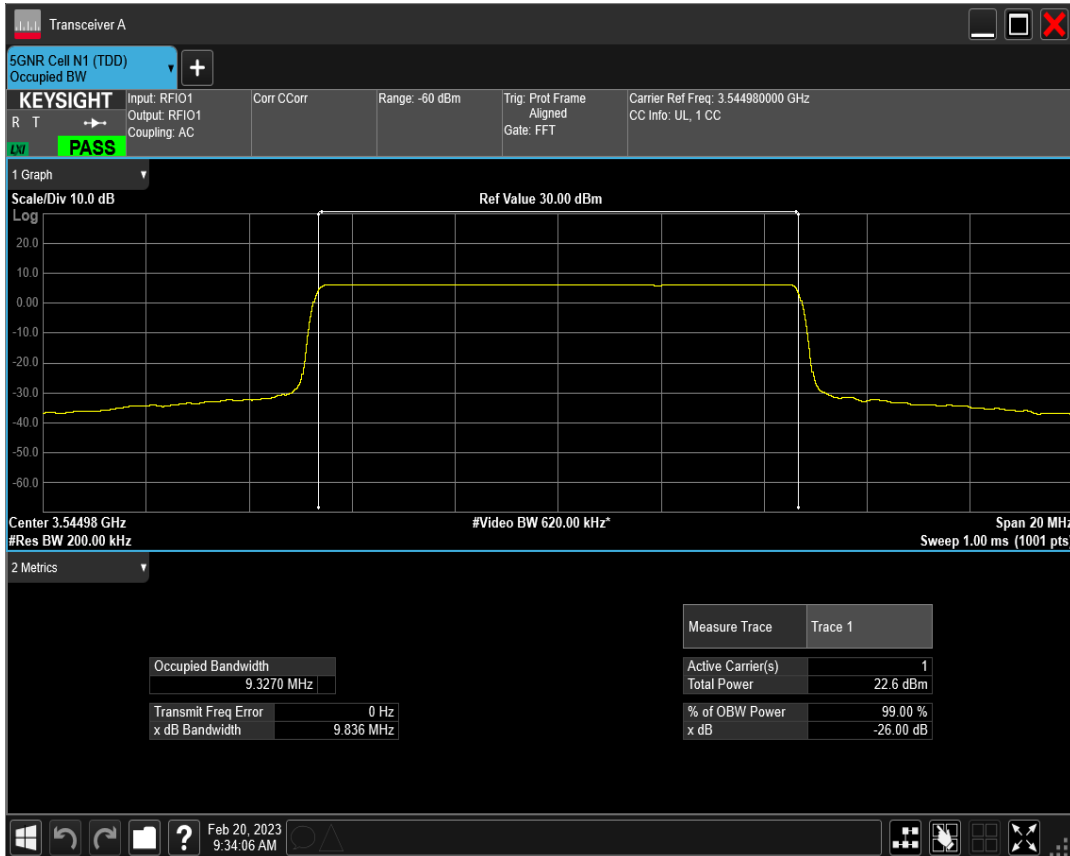 Transceiver A
5GNR Cell N1 (TDD)
Occupied BW
+
KEYSIGHT
R T
LXI
PASS
Input: RFIO1
Output: RFIO1
Coupling: AC
Corr CCorr
Range: -60 dBm
Trig: Prot Frame
Aligned
Gate: FFT
Carrier Ref Freq: 3.544980000 GHz
CC Info: UL, 1 CC
1 Graph
Scale/Div 10.0 dB
Ref Value 30.00 dBm
Log
20.0
10.0
0.00
-10.0
-20.0
-30.0
-40.0
-50.0
-60.0
Center 3.54498 GHz
#Video BW 620.00 kHz*
Span 20 MHz
#Res BW 200.00 kHz
Sweep 1.00 ms (1001 pts)
2 Metrics
Measure Trace Trace 1
Occupied Bandwidth
9.3270 MHz
Active Carrier(s) 1
Total Power 22.6 dBm
Transmit Freq Error 0 Hz
x dB Bandwidth 9.836 MHz
% of OBW Power 99.00 %
x dB -26.00 dB
?
Feb 20, 2023
9:34:06 AM